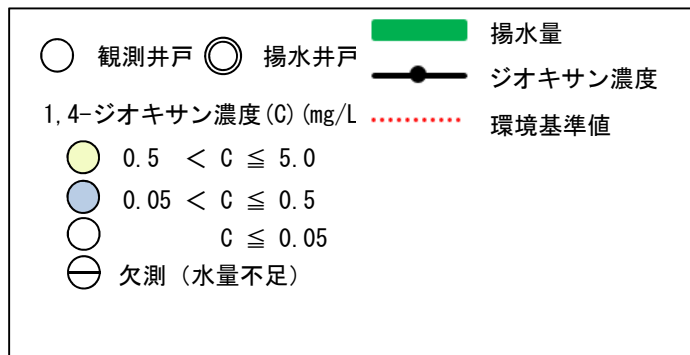 観測井戸 揚水井戸
1,4-ジオキサン濃度(C)(mg/L
0.5 < C ≦ 5.0
0.05 < C ≦ 0.5
C ≦ 0.05
欠測（水量不足）
揚水量
ジオキサン濃度
環境基準値